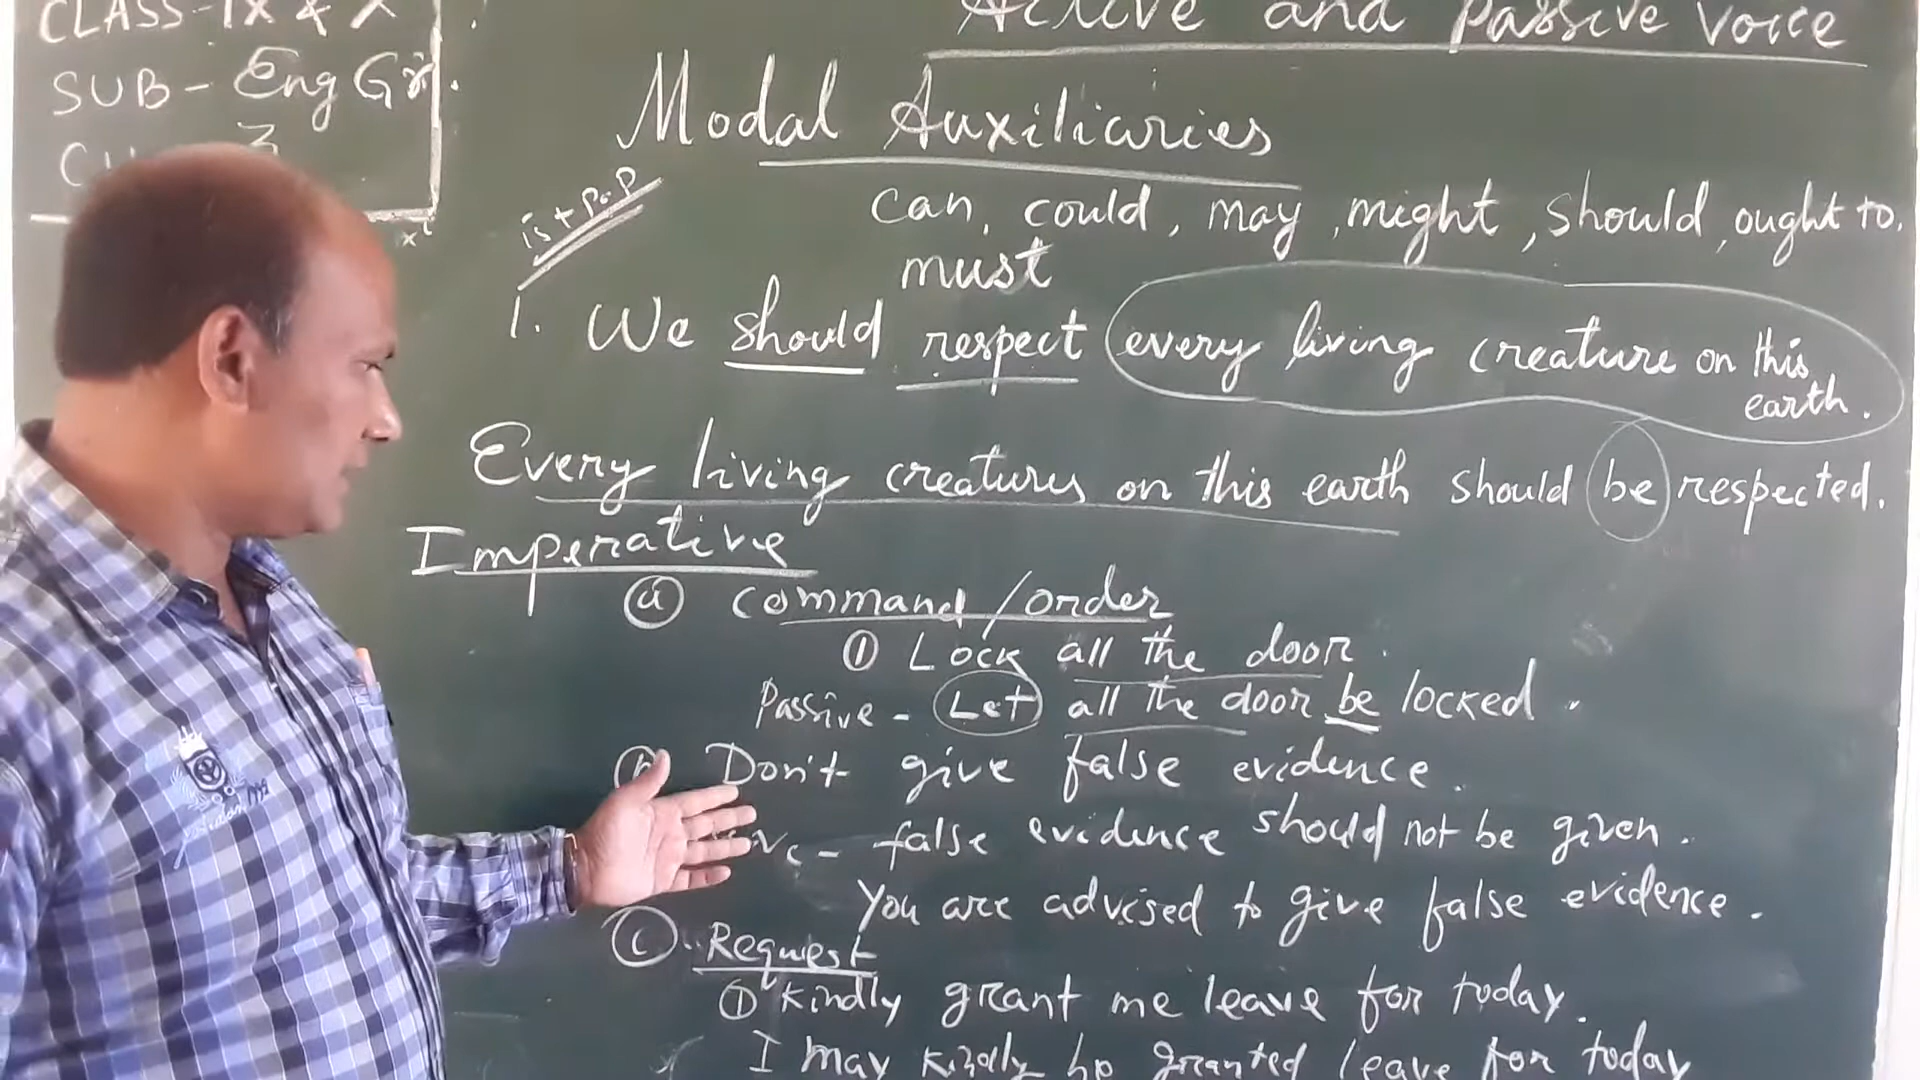 CLASS-IX & X
SUB- Eng Gr.
3
Active and Passive Voice
Modal Auxiliaries
is + P.P
can, could, may, might, should, ought to.
must
1. We should respect every living creature on this
earth.
Every living creatures on this earth should be respected.
Imperative
(a) Command/order
(1) Lock all the door.
Passive - Let all the door be locked.
(b) Don't give false evidence.
- false evidence should not be given.
You are advised to give false evidence.
(c) Request
(1) Kindly grant me leave for today.
I may kindly be granted leave for today